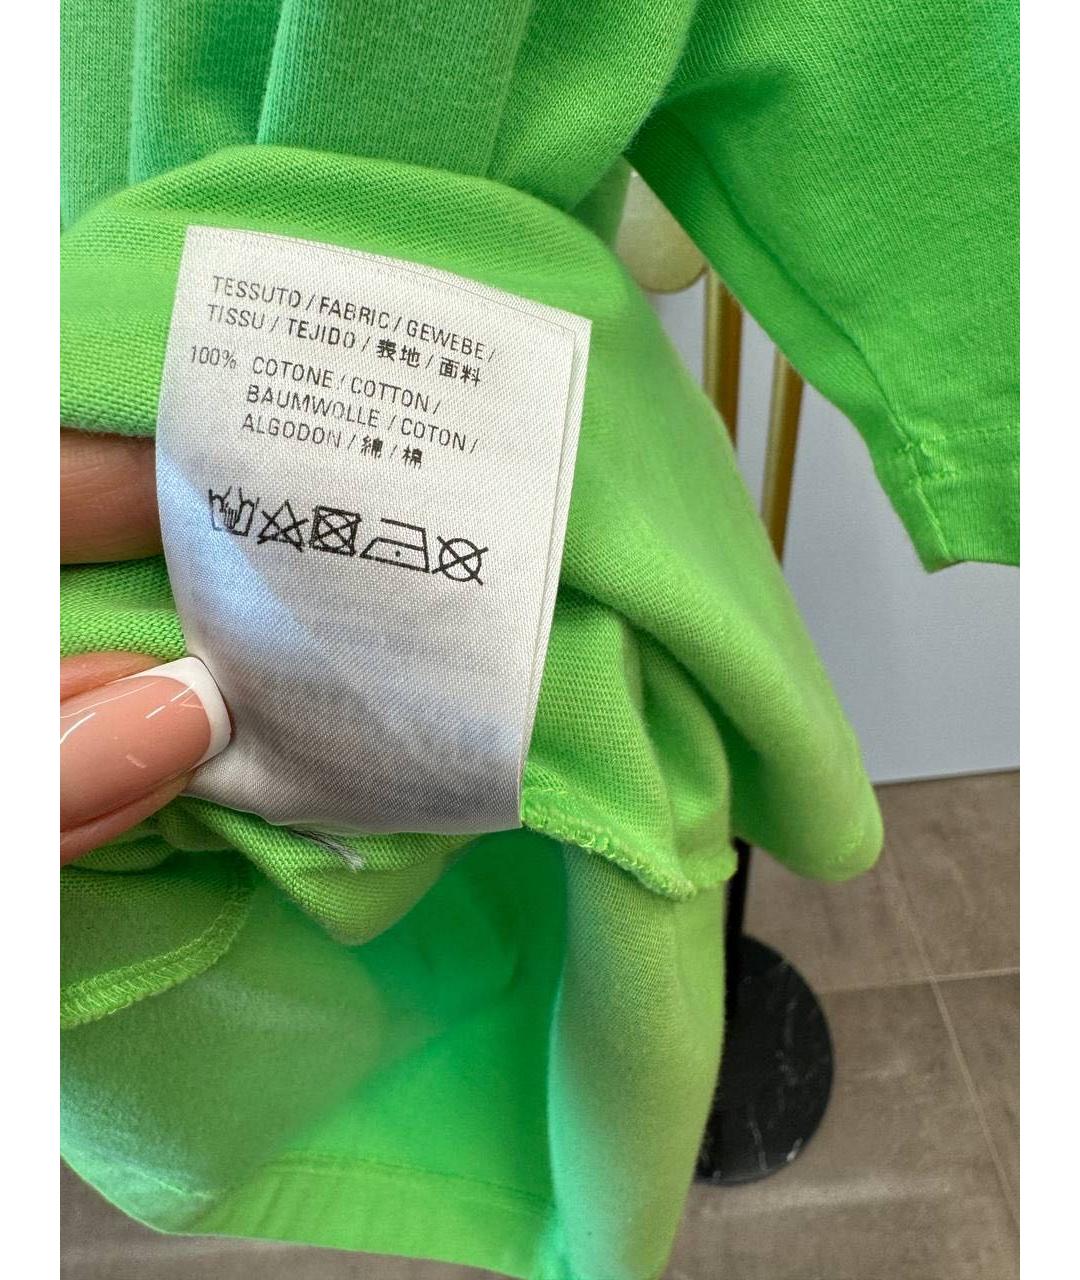 TESSUTO / FABRIC / GEWEBE /
TISSU / TEJIDO / 表地 / 面料
100% COTONE / COTTON /
BAUMWOLLE / COTON /
ALGODON / 綿 / 棉